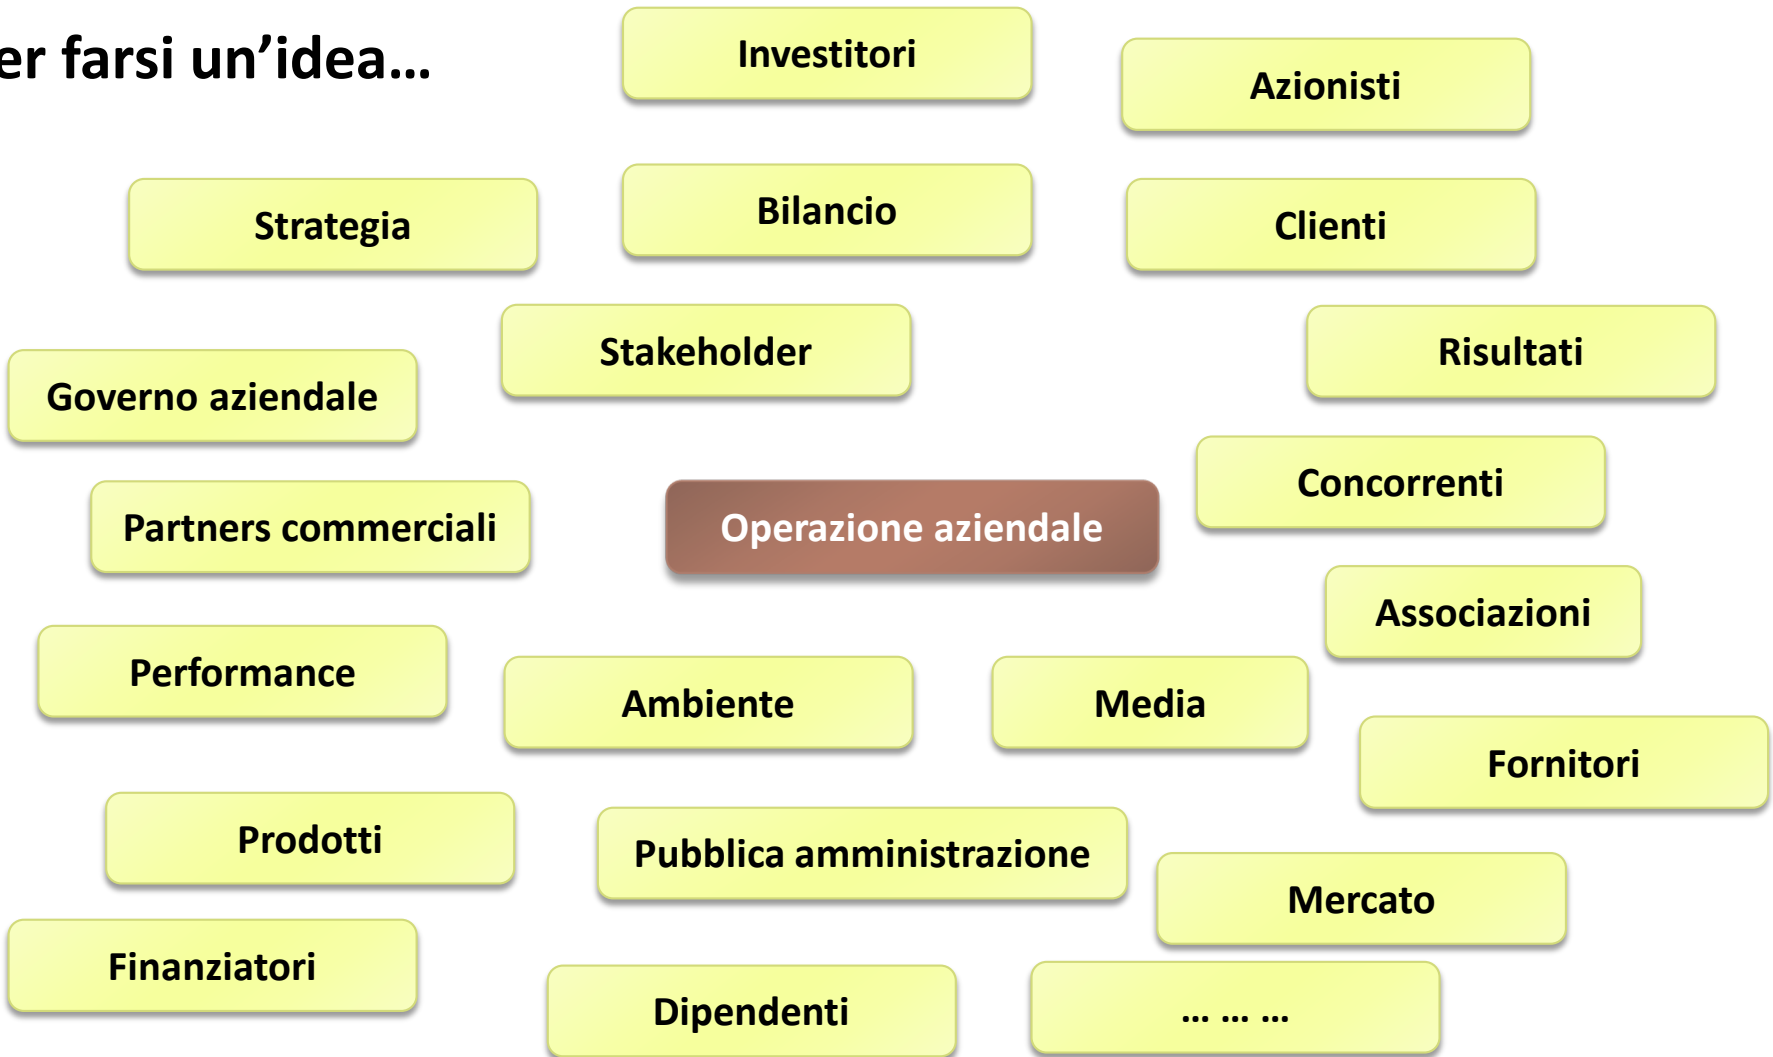 er farsi un’idea…
Investitori
Azionisti
Strategia
Bilancio
Clienti
Stakeholder
Risultati
Governo aziendale
Concorrenti
Partners commerciali
Operazione aziendale
Associazioni
Performance
Ambiente
Media
Fornitori
Prodotti
Pubblica amministrazione
Mercato
Finanziatori
Dipendenti
… … …